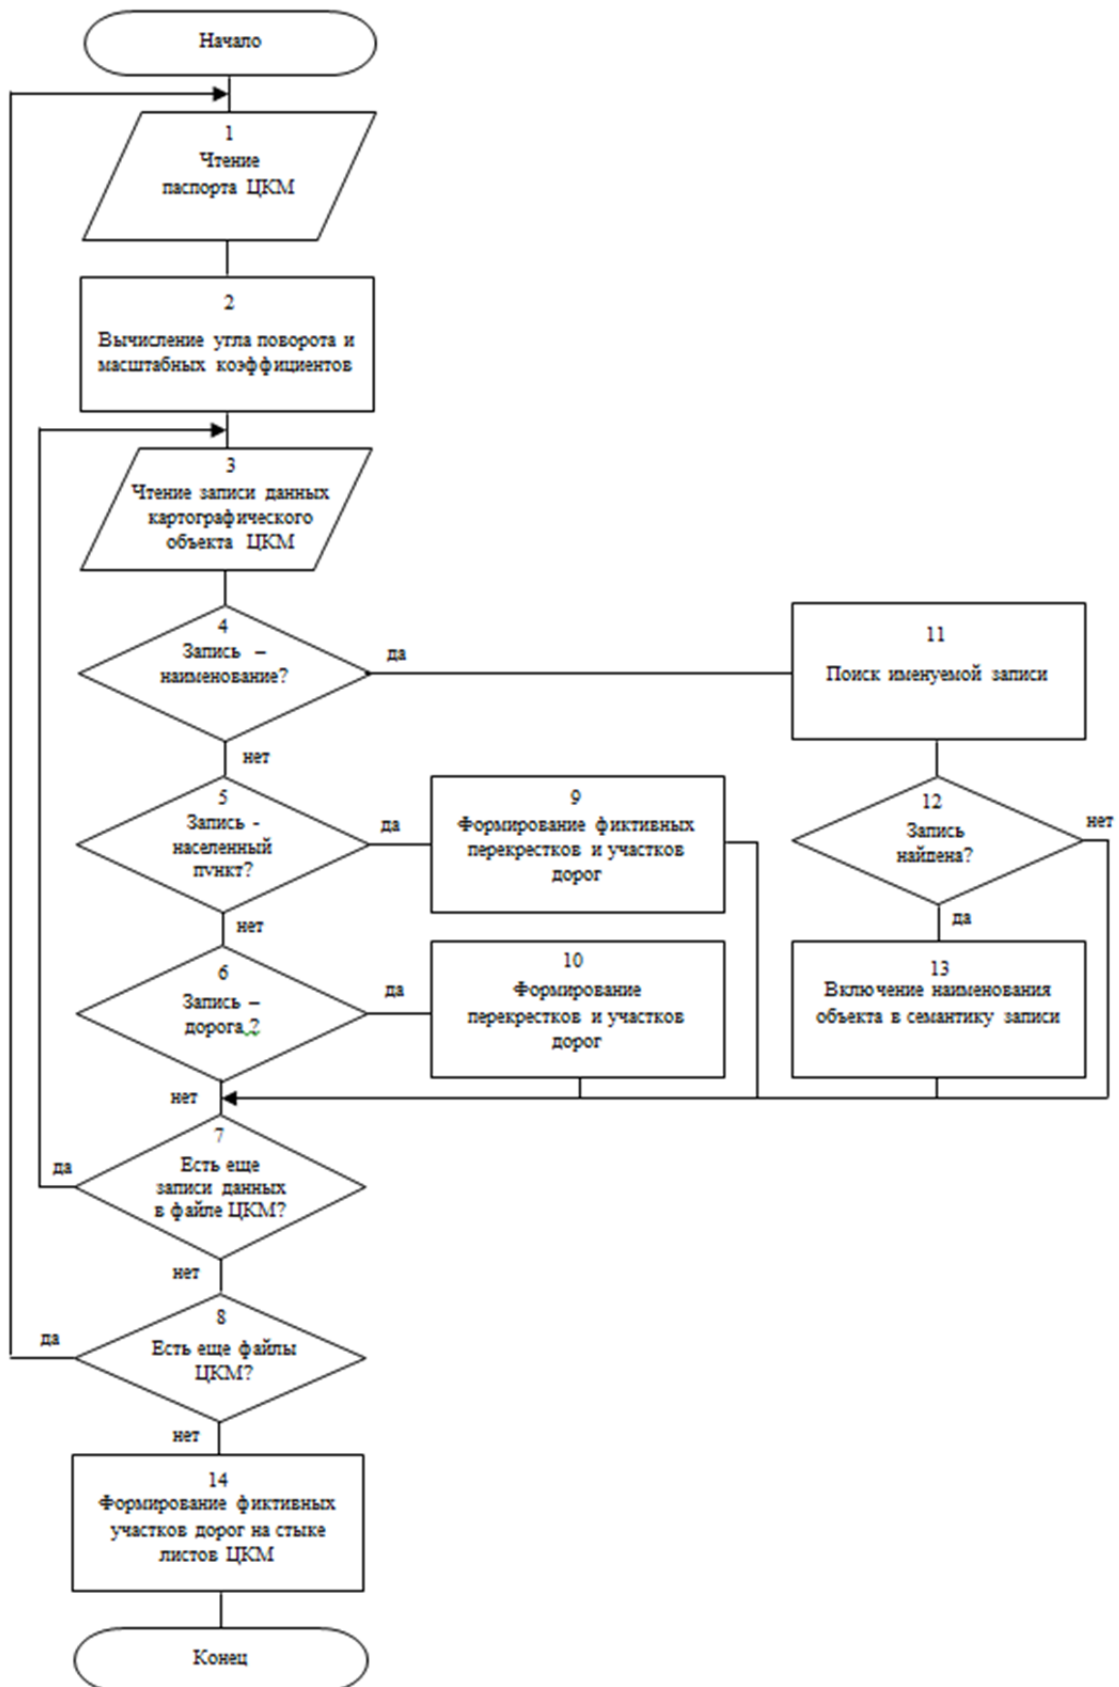 Начало
1
Чтение
паспорта ЦКМ
2
Вычисление угла поворота и
масштабных коэффициентов
3
Чтение записи данных
картографического
объекта ЦКМ
4
Запись –
наименование?
да
нет
11
Поиск именуемой записи
5
Запись -
населенный
пункт?
да
нет
9
Формирование фиктивных
перекрестков и участков
дорог
12
Запись
найдена?
нет
да
6
Запись –
дорога ?
да
нет
10
Формирование
перекрестков и участков
дорог
13
Включение наименования
объекта в семантику записи
7
Есть еще
записи данных
в файле ЦКМ?
да
нет
8
Есть еще файлы
ЦКМ?
да
нет
14
Формирование фиктивных
участков дорог на стыке
листов ЦКМ
Конец